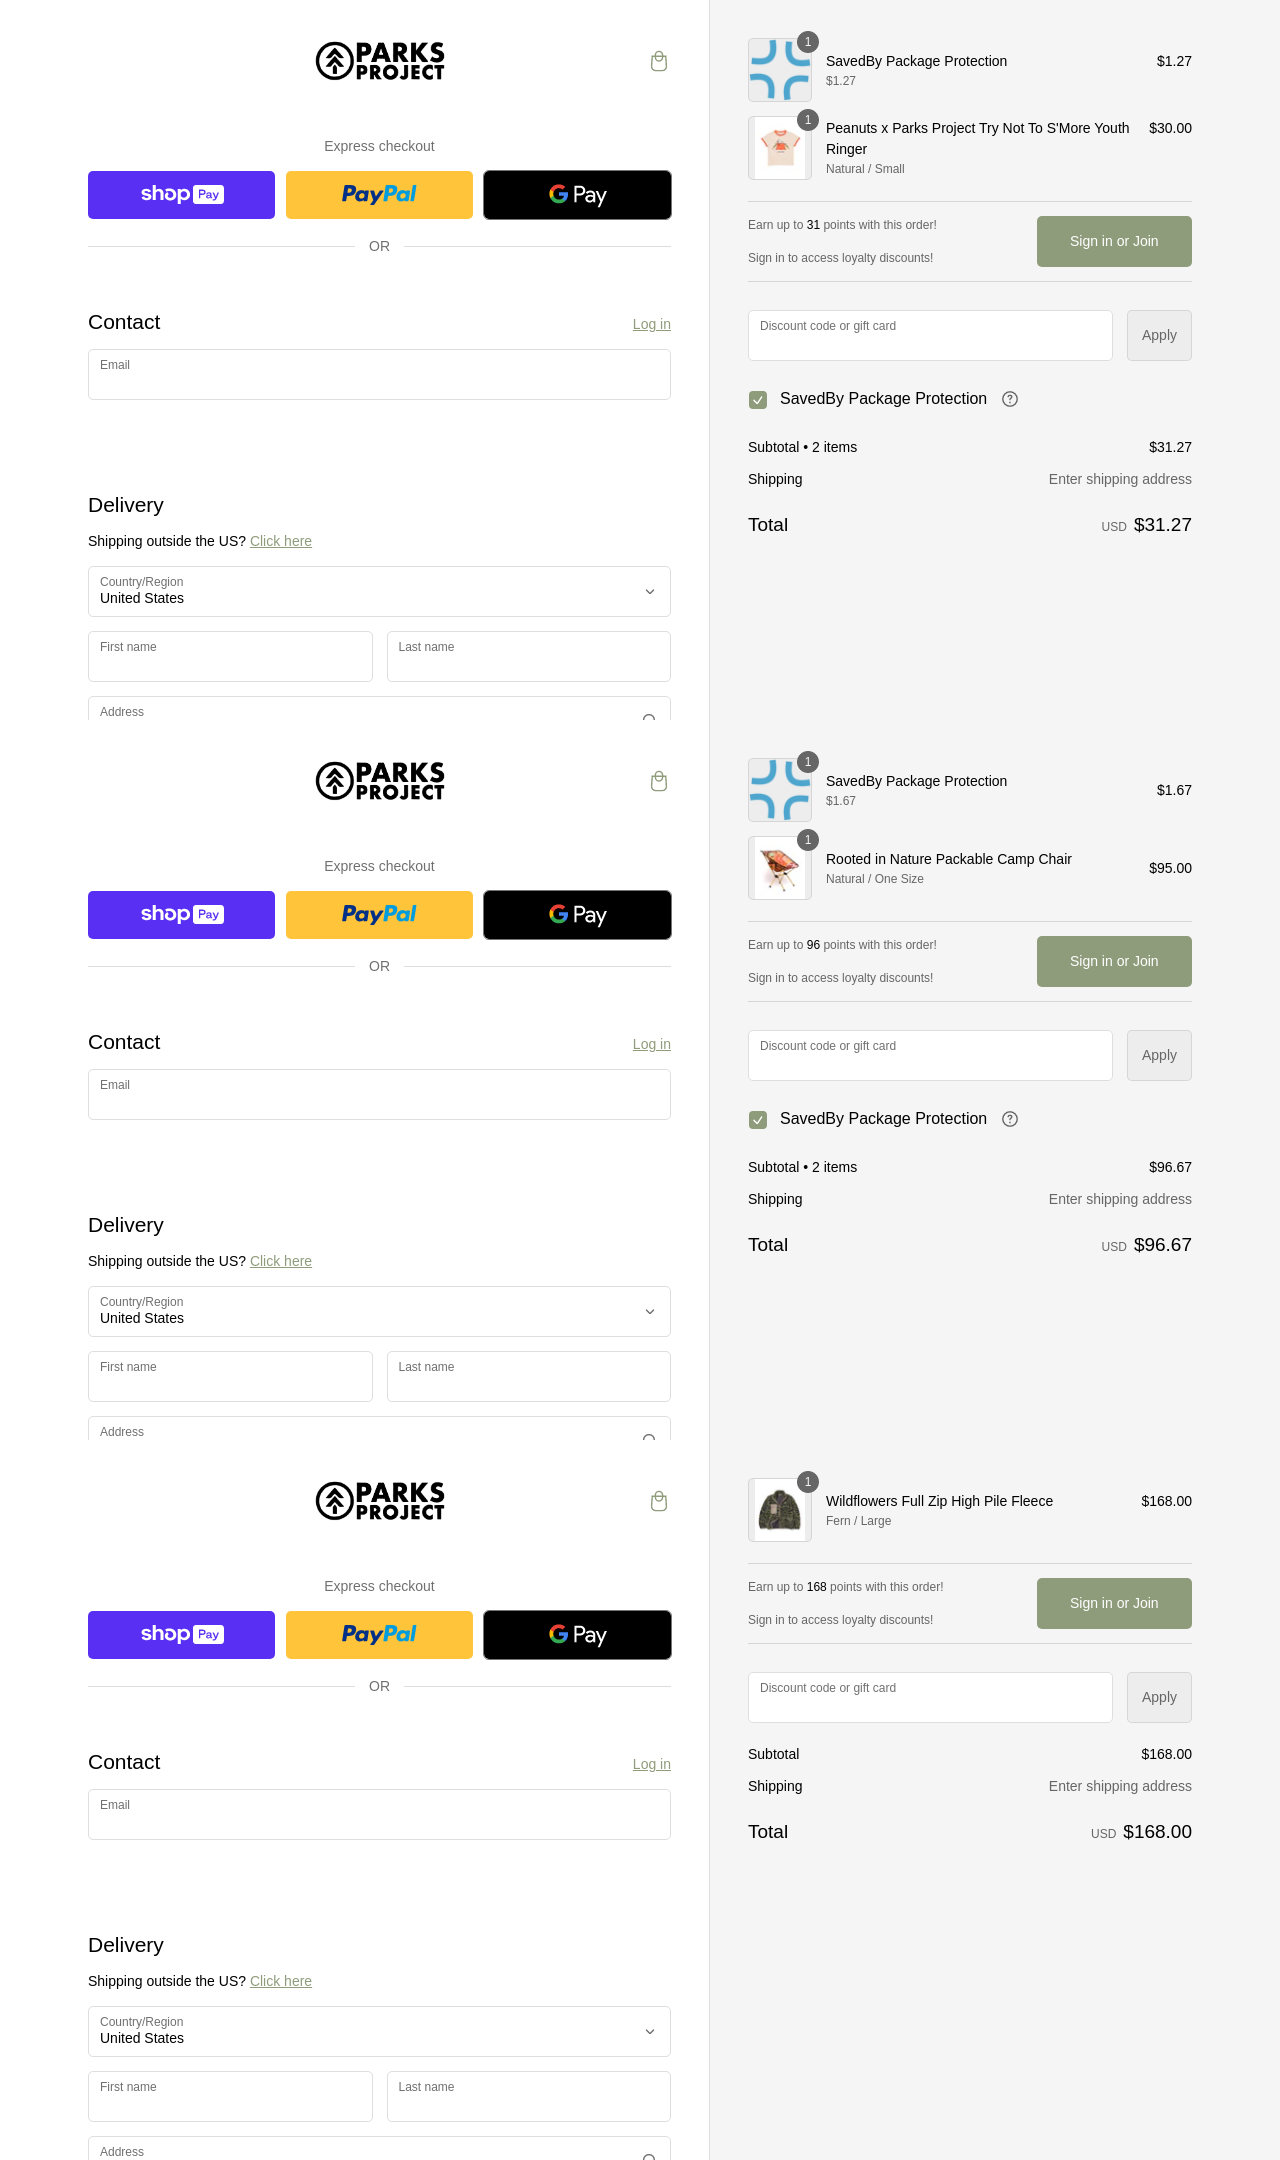 PARKS
PROJECT
Express checkout
shop Pay
PayPal
G Pay
OR
Contact
Log in
Email
Delivery
Shipping outside the US? Click here
Country/Region
United States
First name
Last name
Address
1
SavedBy Package Protection
$1.27
$1.27
1
Peanuts x Parks Project Try Not To S'More Youth
Ringer
Natural / Small
$30.00
Earn up to 31 points with this order!
Sign in to access loyalty discounts!
Sign in or Join
Discount code or gift card
Apply
SavedBy Package Protection
Subtotal • 2 items
$31.27
Shipping
Enter shipping address
Total
USD $31.27
PARKS
PROJECT
Express checkout
shop Pay
PayPal
G Pay
OR
Contact
Log in
Email
Delivery
Shipping outside the US? Click here
Country/Region
United States
First name
Last name
Address
1
SavedBy Package Protection
$1.67
$1.67
1
Rooted in Nature Packable Camp Chair
Natural / One Size
$95.00
Earn up to 96 points with this order!
Sign in to access loyalty discounts!
Sign in or Join
Discount code or gift card
Apply
SavedBy Package Protection
Subtotal • 2 items
$96.67
Shipping
Enter shipping address
Total
USD $96.67
PARKS
PROJECT
Express checkout
shop Pay
PayPal
G Pay
OR
Contact
Log in
Email
Delivery
Shipping outside the US? Click here
Country/Region
United States
First name
Last name
Address
1
Wildflowers Full Zip High Pile Fleece
Fern / Large
$168.00
Earn up to 168 points with this order!
Sign in to access loyalty discounts!
Sign in or Join
Discount code or gift card
Apply
Subtotal
$168.00
Shipping
Enter shipping address
Total
USD $168.00